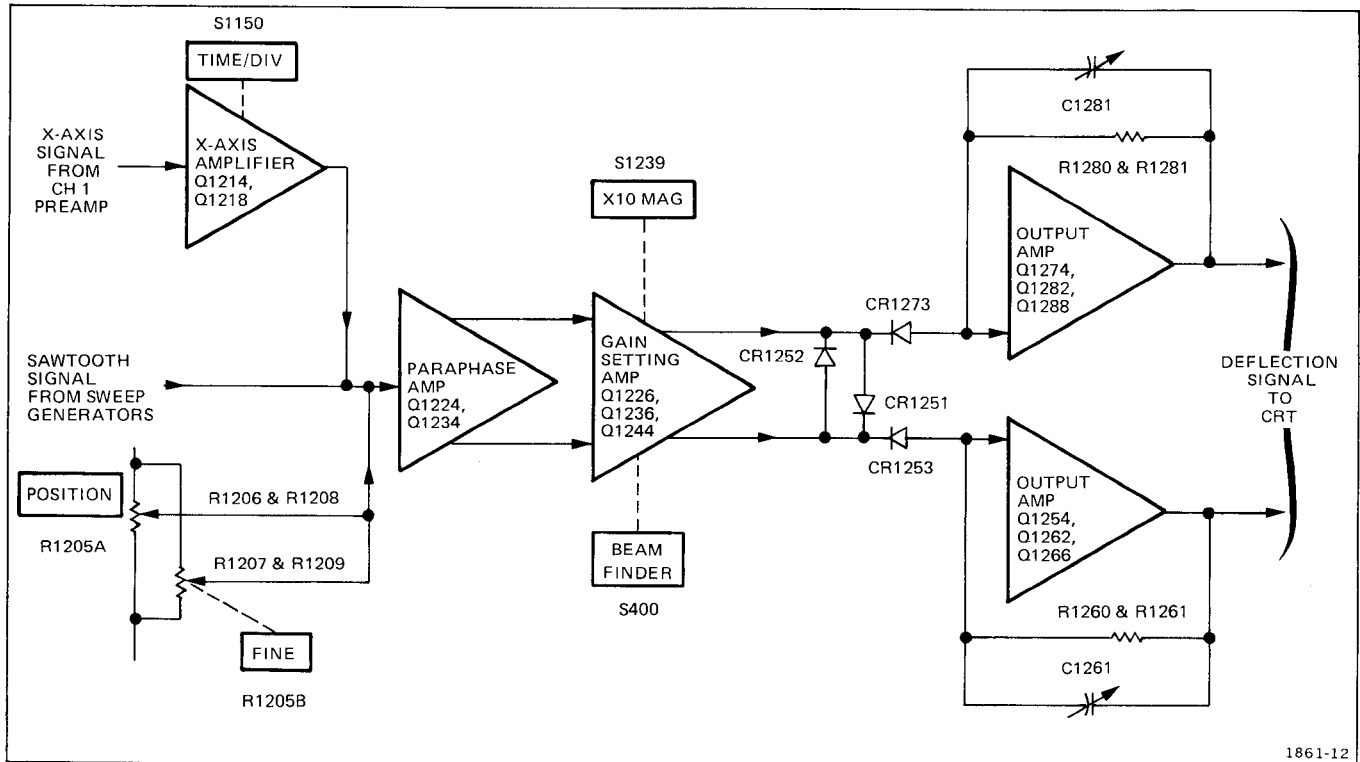 S1150
TIME/DIV
X-AXIS
SIGNAL
FROM
CH 1
PREAMP
X-AXIS
AMPLIFIER
Q1214,
Q1218
SAWTOOTH
SIGNAL
FROM SWEEP
GENERATORS
POSITION
R1205A
R1206 & R1208
R1207 & R1209
FINE
R1205B
PARAPHASE
AMP
Q1224,
Q1234
S1239
X10 MAG
GAIN
SETTING
AMP
Q1226,
Q1236,
Q1244
BEAM
FINDER
S400
CR1252
CR1251
CR1273
CR1253
C1281
R1280 & R1281
OUTPUT
AMP
Q1274,
Q1282,
Q1288
OUTPUT
AMP
Q1254,
Q1262,
Q1266
R1260 & R1261
C1261
DEFLECTION
SIGNAL
TO
CRT
1861-12